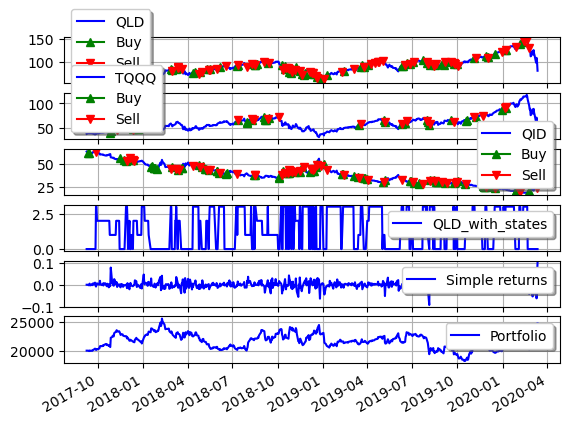 QLD
Buy
Sell
150
100
TQQQ
Buy
Sell
100
50
QID
Buy
Sell
50
25
QLD_with_states
2.5
0.0
Simple returns
0.1
0.0
−0.1
Portfolio
25000
20000
2017-10
2018-01
2018-04
2018-07
2018-10
2019-01
2019-04
2019-07
2019-10
2020-01
2020-04